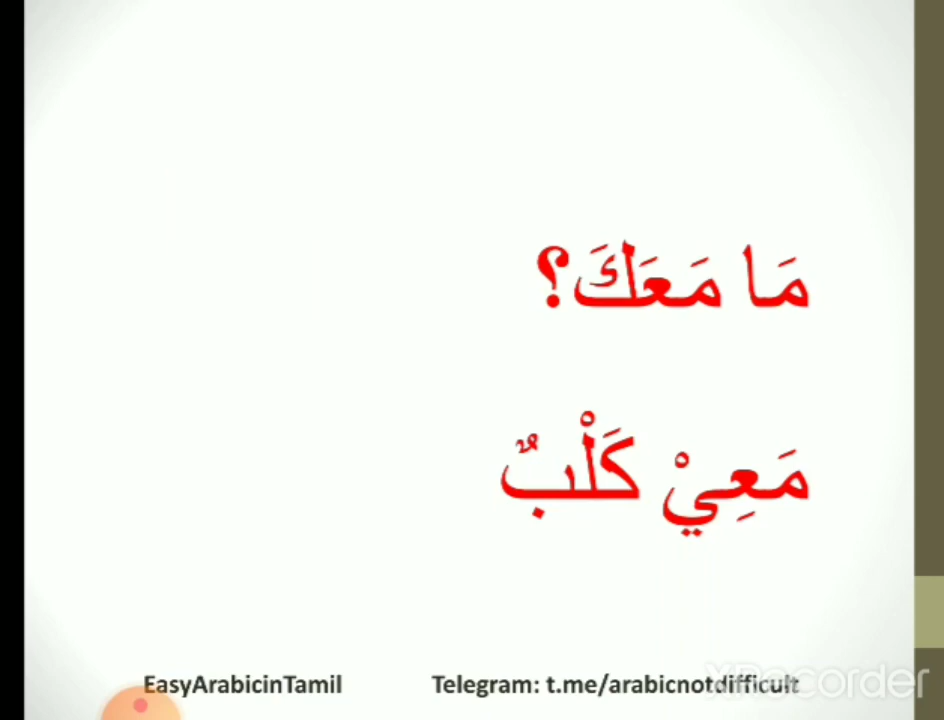 مَا مَعَكَ؟
مَعِيْ كَلْبٌ
EasyArabicinTamil Telegram: t.me/arabicnotdifficult
XRecorder